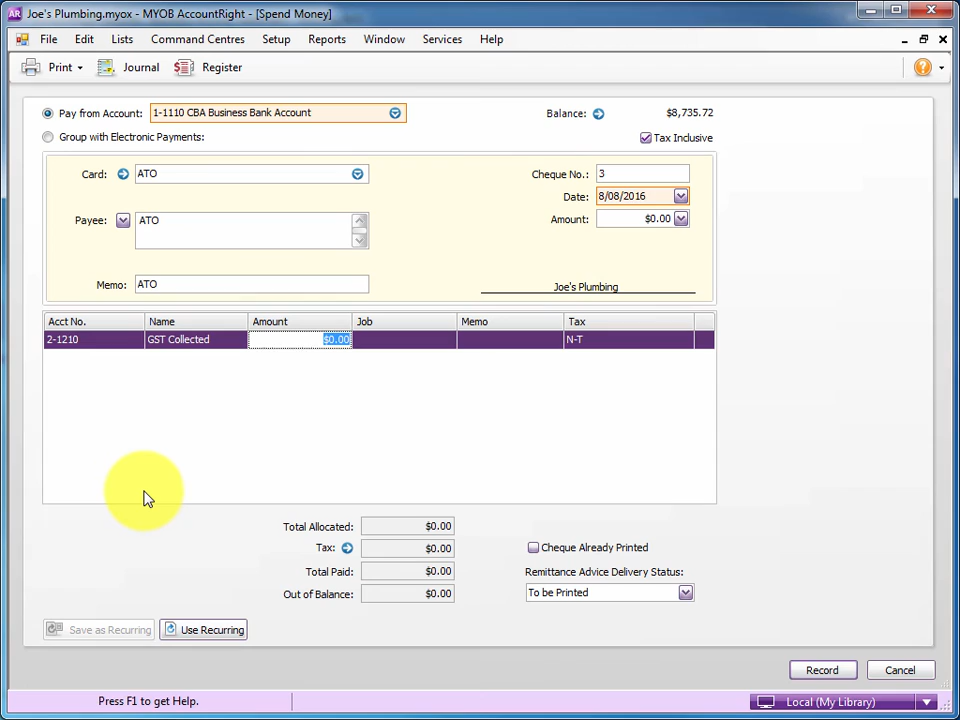 AR Joe's Plumbing.myox - MYOB AccountRight - [Spend Money]
File Edit Lists Command Centres Setup Reports Window Services Help
Print Journal Register
Pay from Account: 1-1110 CBA Business Bank Account Balance: $8,735.72
Group with Electronic Payments: Tax Inclusive
Card: ATO Cheque No.: 3
Date: 8/08/2016
Payee: ATO Amount: $0.00
Memo: ATO Joe's Plumbing
Acct No. Name Amount Job Memo Tax
2-1210 GST Collected $0.00 N-T
Total Allocated: $0.00
Tax: $0.00 Cheque Already Printed
Total Paid: $0.00 Remittance Advice Delivery Status:
Out of Balance: $0.00 To be Printed
Save as Recurring Use Recurring
Record Cancel
Press F1 to get Help. Local (My Library)